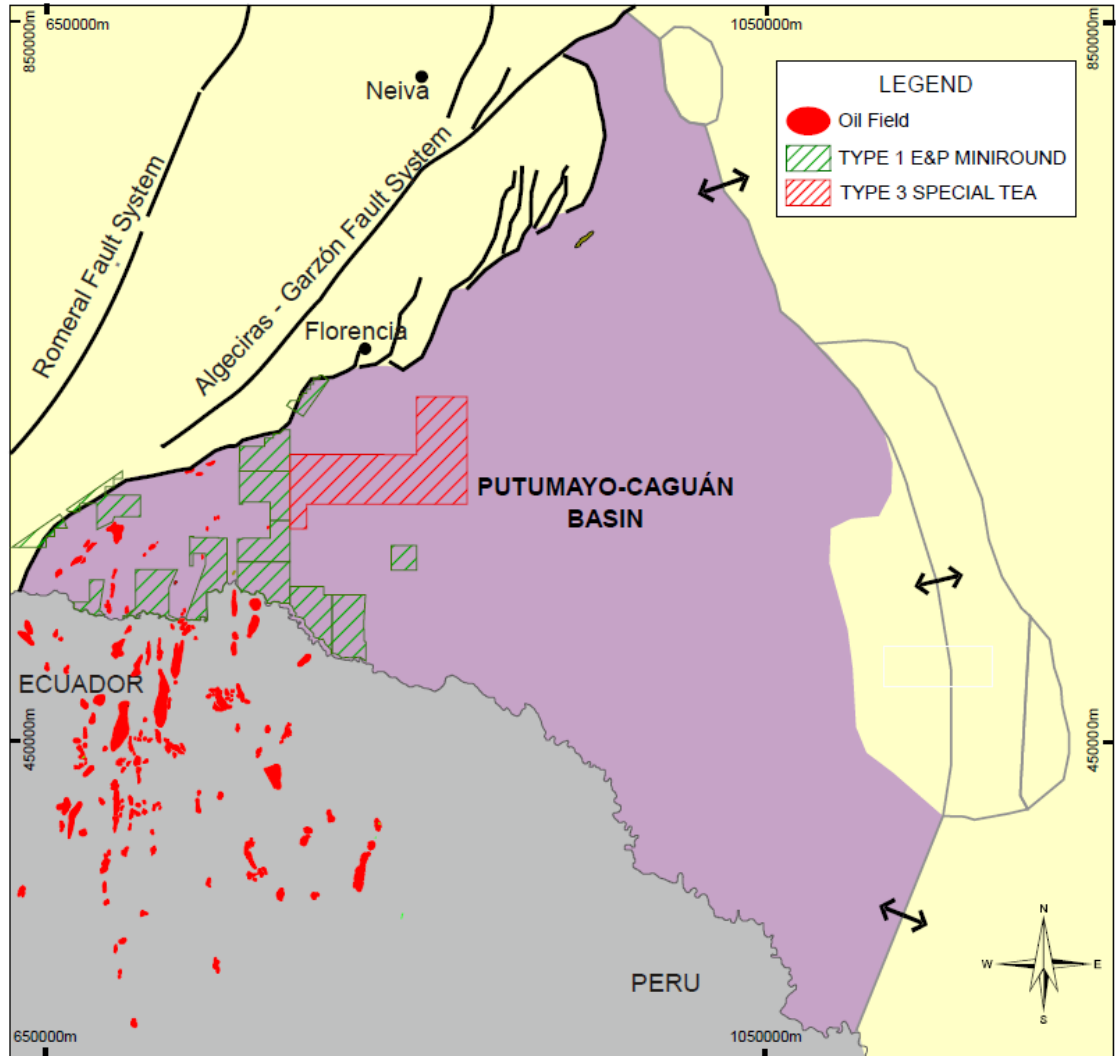 650000m
1050000m
850000m
850000m
Neiva
LEGEND
Oil Field
TYPE 1 E&P MINIROUND
TYPE 3 SPECIAL TEA
Romeral Fault System
Algeciras - Garzón Fault System
Florencia
PUTUMAYO-CAGUÁN
BASIN
ECUADOR
450000m
450000m
PERU
N
W
E
S
650000m
1050000m